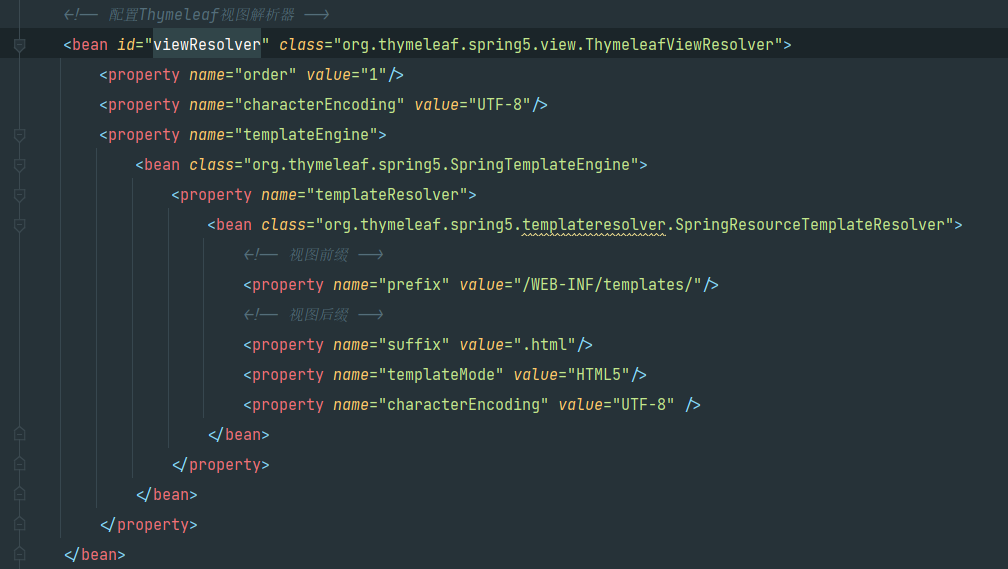 <!-- 配置Thymeleaf视图解析器 -->
<bean id="viewResolver" class="org.thymeleaf.spring5.view.ThymeleafViewResolver">
<property name="order" value="1"/>
<property name="characterEncoding" value="UTF-8"/>
<property name="templateEngine">
<bean class="org.thymeleaf.spring5.SpringTemplateEngine">
<property name="templateResolver">
<bean class="org.thymeleaf.spring5.templateresolver.SpringResourceTemplateResolver">
<!-- 视图前缀 -->
<property name="prefix" value="/WEB-INF/templates/"/>
<!-- 视图后缀 -->
<property name="suffix" value=".html"/>
<property name="templateMode" value="HTML5"/>
<property name="characterEncoding" value="UTF-8" />
</bean>
</property>
</bean>
</property>
</bean>